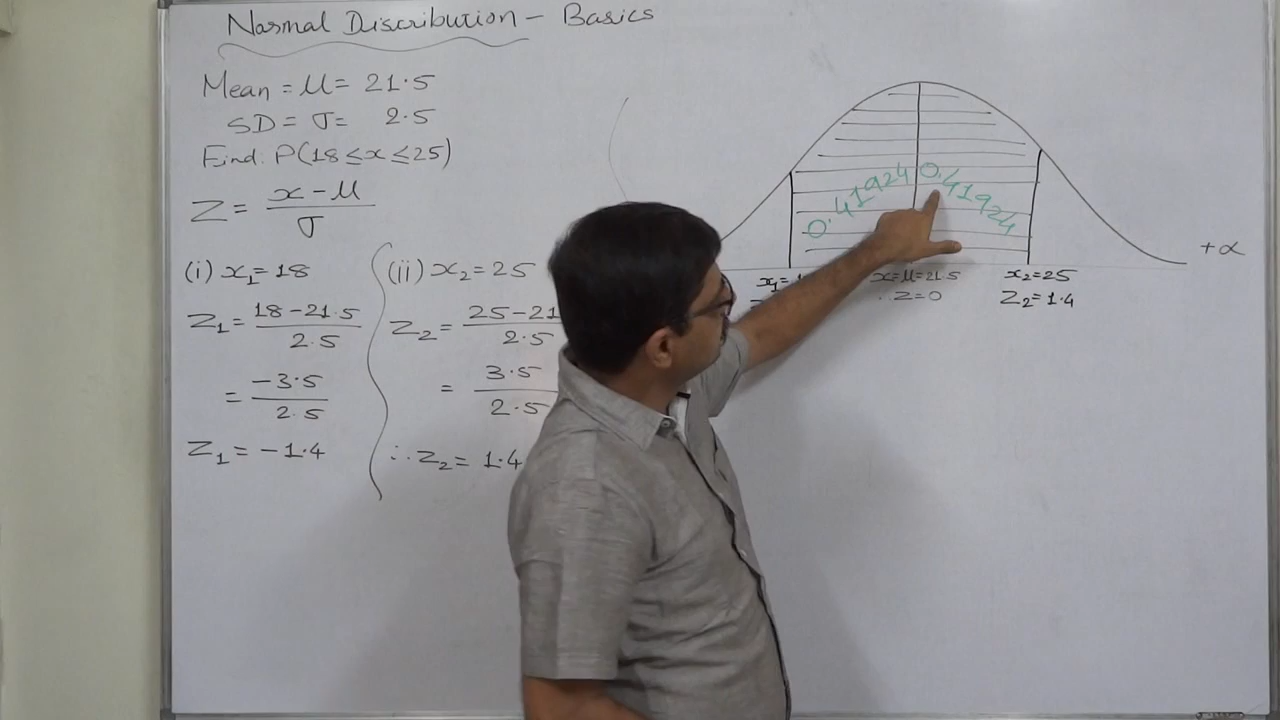 Normal Distribution - Basics
Mean = μ = 21.5
SD = σ = 2.5
Find: P(18 ≤ x ≤ 25)
Z = x - μ / σ
(i) x₁ = 18
Z₁ = 18 - 21.5 / 2.5
= -3.5 / 2.5
Z₁ = -1.4
(ii) x₂ = 25
Z₂ = 25 - 21 / 2.5
= 3.5 / 2.5
∴ Z₂ = 1.4
0.41924 0.41924
+α
x₁ =
x = μ = 21.5
∴ Z = 0
x₂ = 25
Z₂ = 1.4